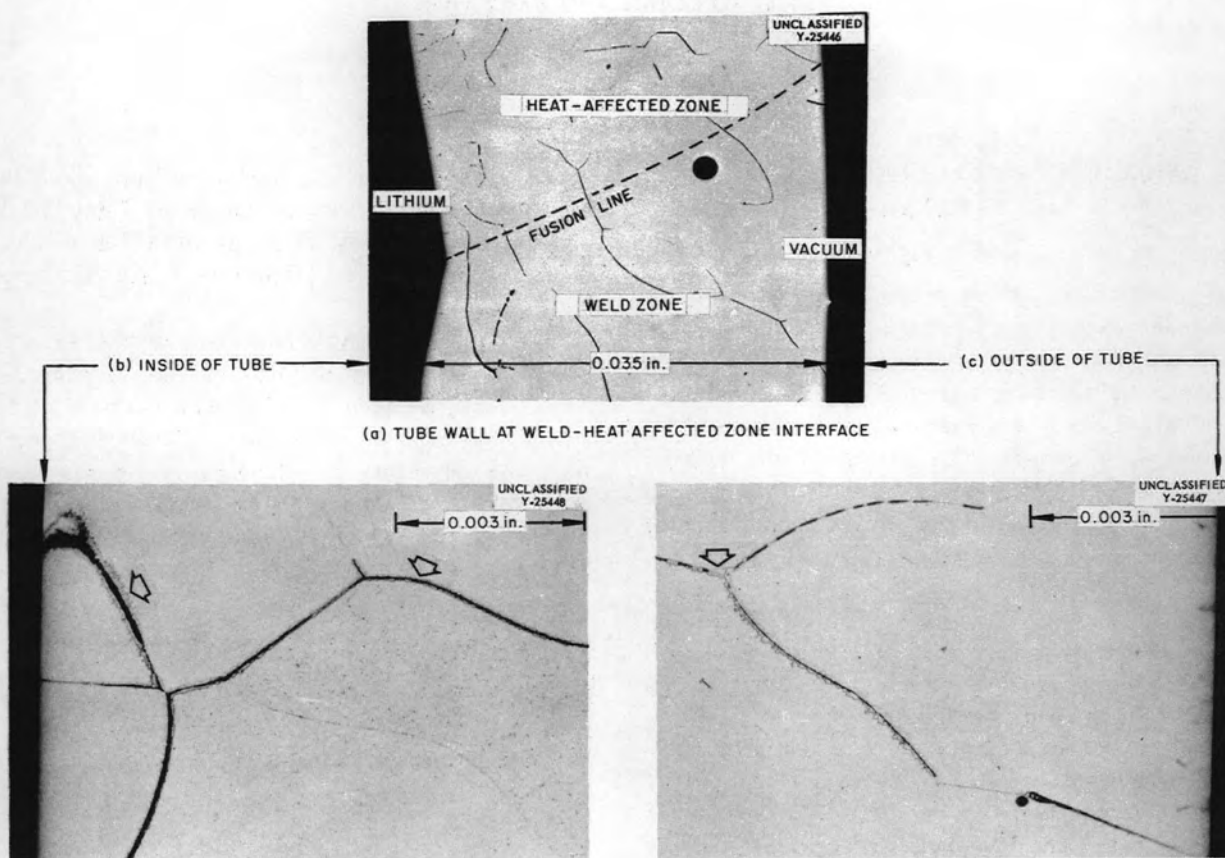 UNCLASSIFIED
Y-25446
HEAT-AFFECTED ZONE
LITHIUM
FUSION LINE
VACUUM
WELD ZONE
(b) INSIDE OF TUBE
0.035 in.
(c) OUTSIDE OF TUBE
(a) TUBE WALL AT WELD-HEAT AFFECTED ZONE INTERFACE
UNCLASSIFIED
Y-25448
0.003 in.
UNCLASSIFIED
Y-25447
0.003 in.